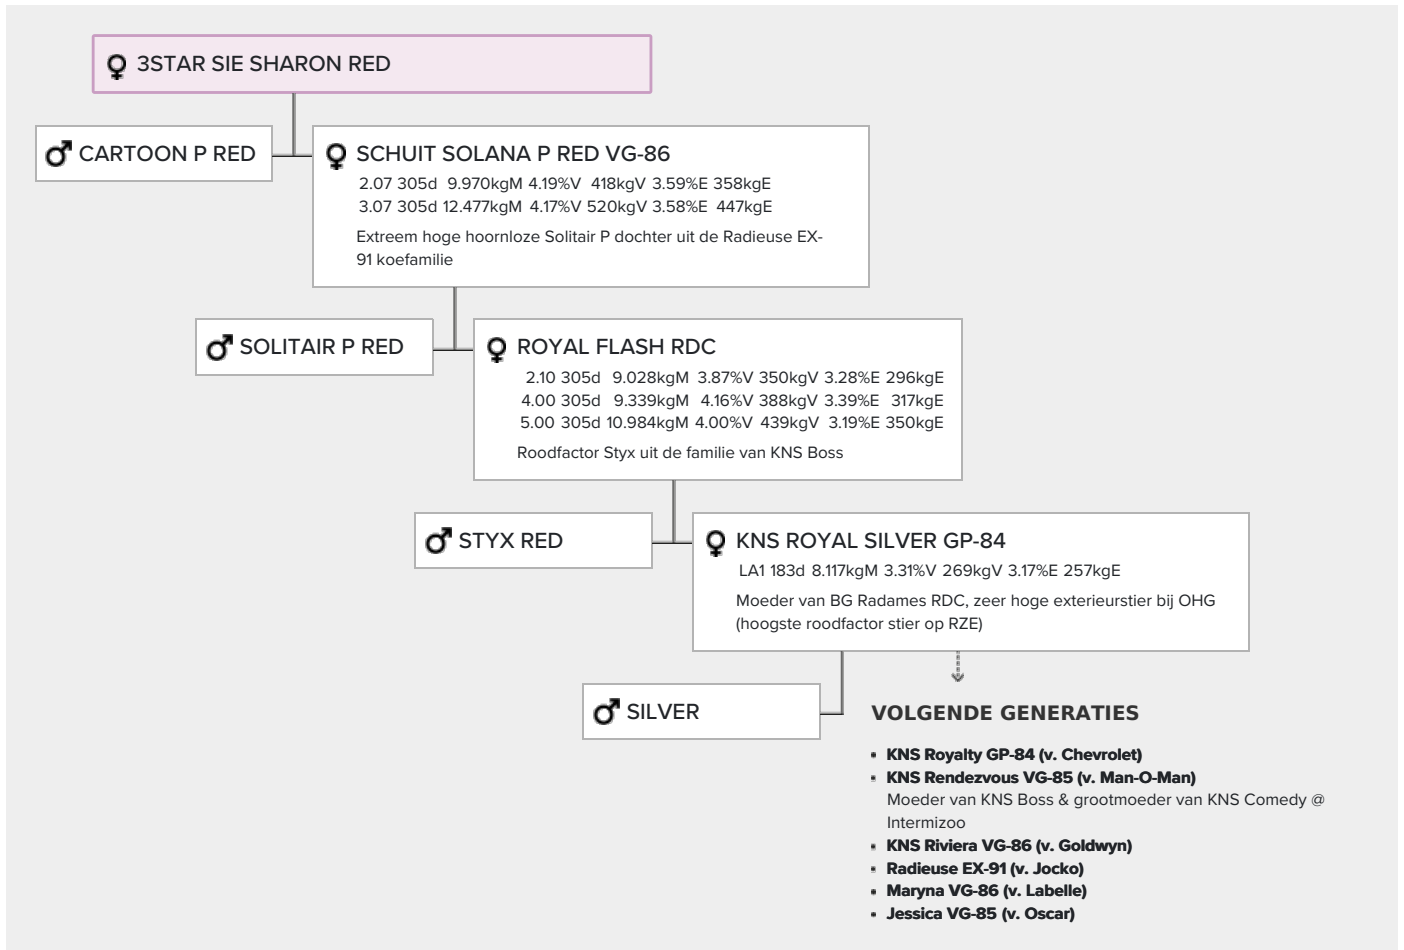 3STAR SIE SHARON RED
CARTOON P RED
SCHUIT SOLANA P RED VG-86
2.07 305d 9.970kgM 4.19%V 418kgV 3.59%E 358kgE
3.07 305d 12.477kgM 4.17%V 520kgV 3.58%E 447kgE
Extreem hoge hoornloze Solitair P dochter uit de Radieuse EX-
91 koefamilie
SOLITAIR P RED
ROYAL FLASH RDC
2.10 305d 9.028kgM 3.87%V 350kgV 3.28%E 296kgE
4.00 305d 9.339kgM 4.16%V 388kgV 3.39%E 317kgE
5.00 305d 10.984kgM 4.00%V 439kgV 3.19%E 350kgE
Roodfactor Styx uit de familie van KNS Boss
STYX RED
KNS ROYAL SILVER GP-84
LA1 183d 8.117kgM 3.31%V 269kgV 3.17%E 257kgE
Moeder van BG Radames RDC, zeer hoge exterieurstier bij OHG
(hoogste roodfactor stier op RZE)
SILVER
VOLGENDE GENERATIES
• KNS Royalty GP-84 (v. Chevrolet)
• KNS Rendezvous VG-85 (v. Man-O-Man)
Moeder van KNS Boss & grootmoeder van KNS Comedy @
Intermizoo
• KNS Riviera VG-86 (v. Goldwyn)
• Radieuse EX-91 (v. Jocko)
• Maryna VG-86 (v. Labelle)
• Jessica VG-85 (v. Oscar)